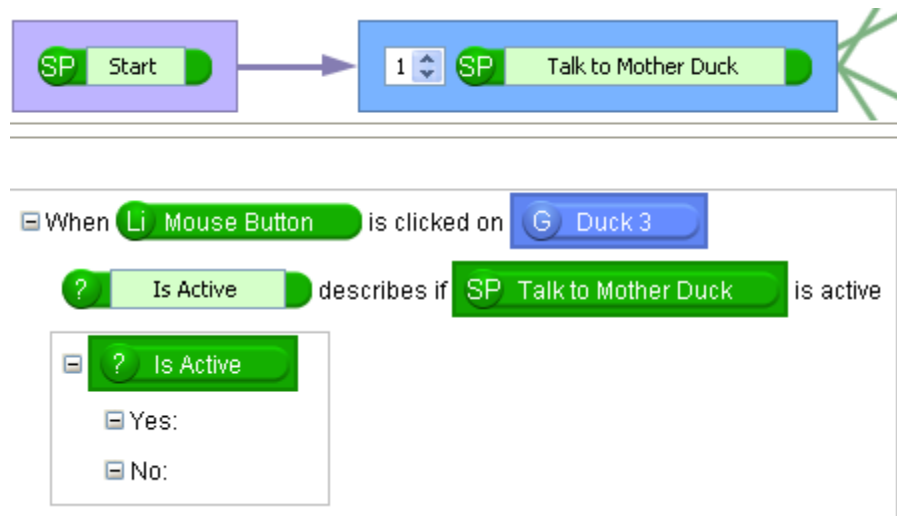 SP Start 1 SP Talk to Mother Duck
When Li Mouse Button is clicked on G Duck 3
? Is Active describes if SP Talk to Mother Duck is active
? Is Active
Yes:
No: